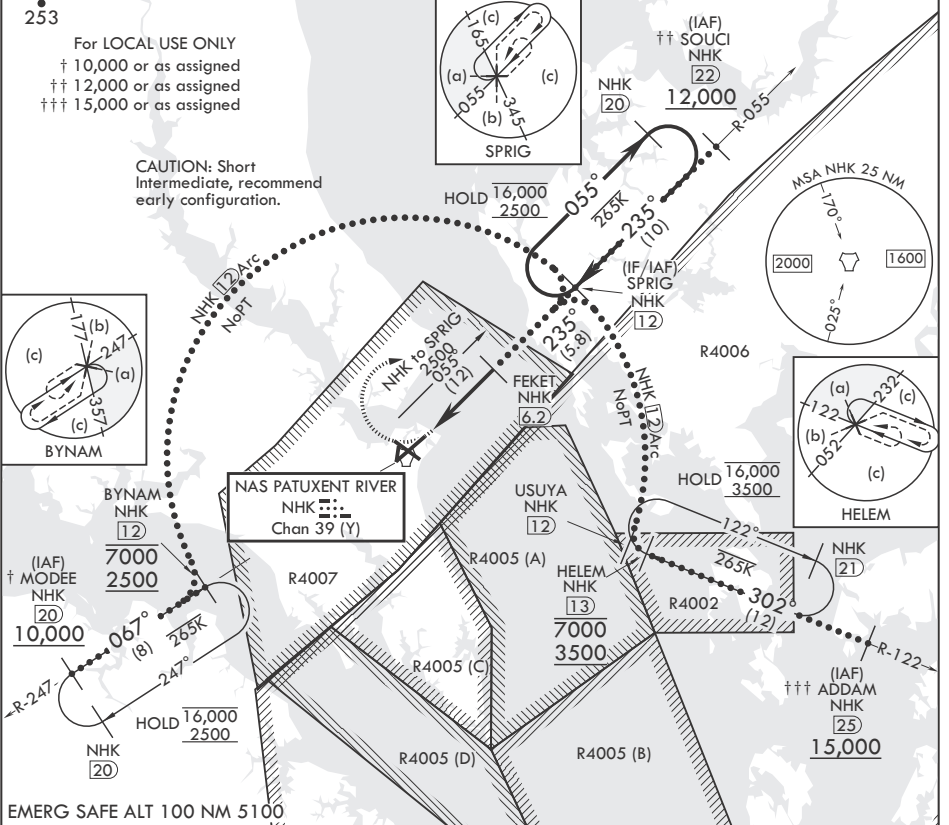 253
For LOCAL USE ONLY
† 10,000 or as assigned
†† 12,000 or as assigned
††† 15,000 or as assigned
CAUTION: Short
Intermediate, recommend
early configuration.
(c)
165
(a)
(c)
055
345
(b)
SPRIG
(IAF)
†† SOUCI
NHK
22
12,000
NHK
20
R-055
HOLD 16,000
2500
055°
265K
235°
(10)
MSA NHK 25 NM
170°
2000
1600
025°
(IF/IAF)
SPRIG
NHK
12
NHK 12 Arc
NoPT
235°
(5.8)
NHK to SPRIG
2500
055°
(12)
R4006
FEKET
NHK
6.2
NHK 12 Arc
NoPT
177
(b)
247
(c)
(a)
357
(c)
BYNAM
(a)
232
(c)
122
(b)
052
(c)
HELEM
NAS PATUXENT RIVER
NHK
Chan 39 (Y)
HOLD 16,000
3500
BYNAM
NHK
12
7000
2500
USUYA
NHK
12
122°
NHK
21
265K
R4005 (A)
R4007
HELEM
NHK
13
7000
3500
R4002
302°
(12)
(IAF)
† MODEE
NHK
20
10,000
067°
(8)
265K
247°
R-247
R-122
R4005 (C)
(IAF)
††† ADDAM
NHK
25
15,000
HOLD 16,000
2500
NHK
20
R4005 (D)
R4005 (B)
EMERG SAFE ALT 100 NM 5100